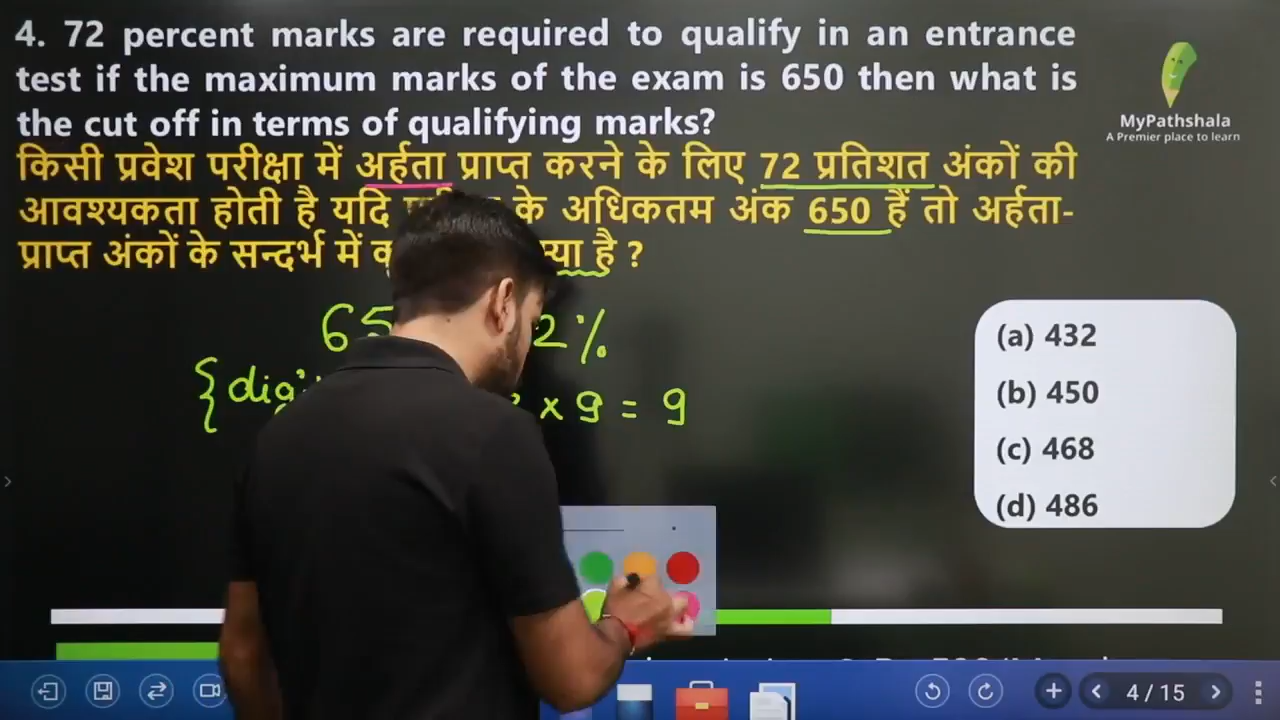 4. 72 percent marks are required to qualify in an entrance
test if the maximum marks of the exam is 650 then what is
the cut off in terms of qualifying marks?
किसी प्रवेश परीक्षा में अर्हता प्राप्त करने के लिए 72 प्रतिशत अंकों की
आवश्यकता होती है यदि के अधिकतम अंक 650 हैं तो अर्हता-
प्राप्त अंकों के सन्दर्भ में है ?
MyPathshala
A Premier place to learn
65 2%
{dig × 9 = 9
(a) 432
(b) 450
(c) 468
(d) 486
4 / 15